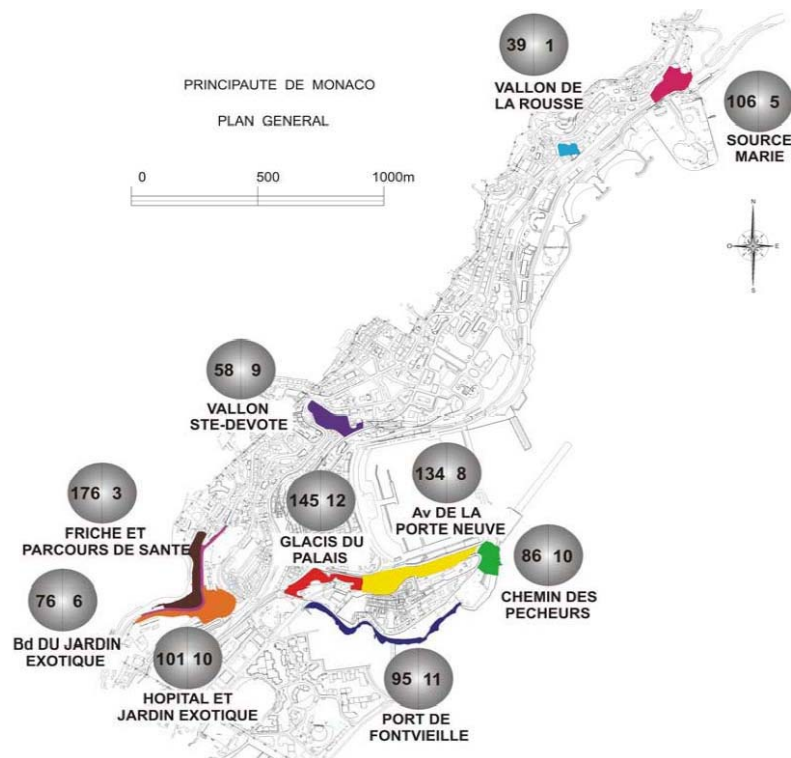 39 1
VALLON DE
LA ROUSSE
PRINCIPAUTE DE MONACO
PLAN GENERAL
106 5
SOURCE
MARIE
0 500 1000m
N
O E
S
58 9
VALLON
STE-DEVOTE
134 8
Av DE LA
PORTE NEUVE
176 3
FRICHE ET
PARCOURS DE SANTE
145 12
GLACIS DU
PALAIS
86 10
CHEMIN DES
PECHEURS
76 6
Bd DU JARDIN
EXOTIQUE
101 10
HOPITAL ET
JARDIN EXOTIQUE
95 11
PORT DE
FONTVIEILLE